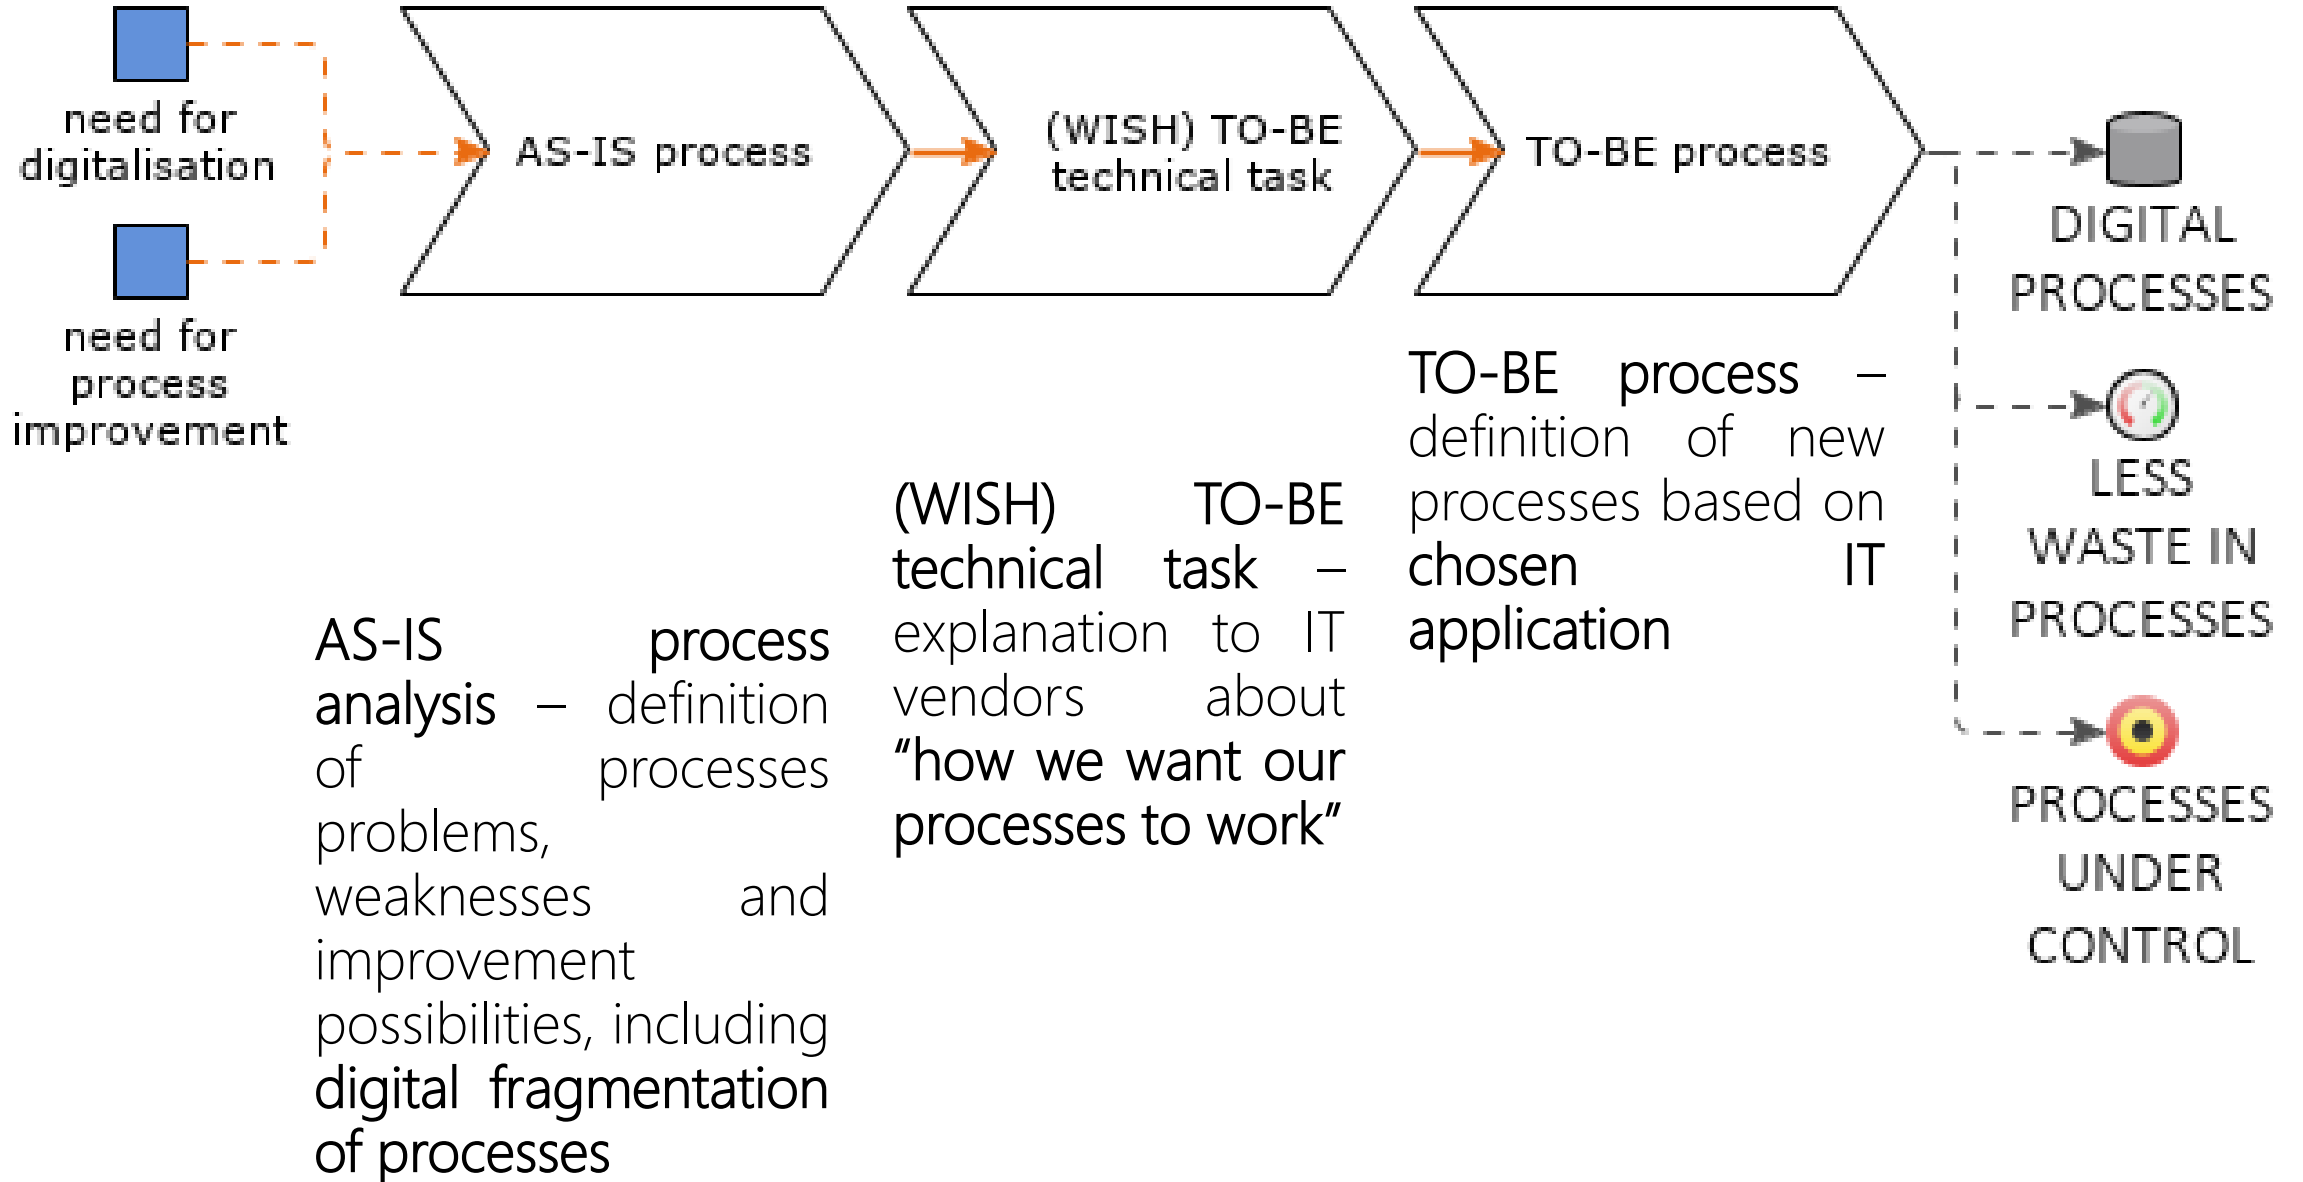 need for
digitalisation
need for
process
improvement
AS-IS process
(WISH) TO-BE
technical task
TO-BE process
DIGITAL
PROCESSES
LESS
WASTE IN
PROCESSES
PROCESSES
UNDER
CONTROL
AS-IS process
analysis – definition
of processes
problems,
weaknesses and
improvement
possibilities, including
digital fragmentation
of processes
(WISH) TO-BE
technical task –
explanation to IT
vendors about
“how we want our
processes to work”
TO-BE process –
definition of new
processes based on
chosen IT
application